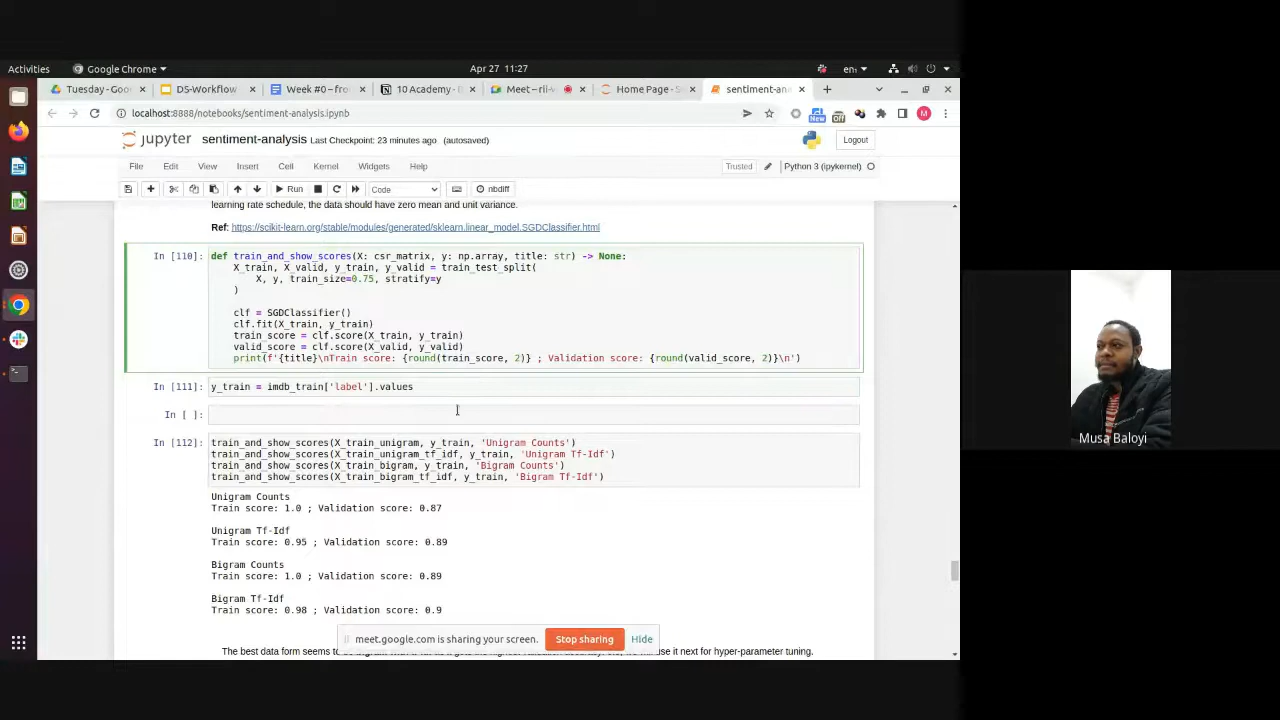 Activities Google Chrome Apr 27 11:27 en₁
Tuesday - Goo DS-Workflow Week #0 – fro 10 Academy - G Meet – rii-v Home Page - S sentiment-ana
localhost:8888/notebooks/sentiment-analysis.ipynb New Off M
jupyter sentiment-analysis Last Checkpoint: 23 minutes ago (autosaved) Logout
File Edit View Insert Cell Kernel Widgets Help Trusted Python 3 (ipykernel)
Run Code nbdiff
learning rate schedule, the data should have zero mean and unit variance.
Ref: https://scikit-learn.org/stable/modules/generated/sklearn.linear_model.SGDClassifier.html
In [110]: def train_and_show_scores(X: csr_matrix, y: np.array, title: str) -> None:
X_train, X_valid, y_train, y_valid = train_test_split(
X, y, train_size=0.75, stratify=y
)
clf = SGDClassifier()
clf.fit(X_train, y_train)
train_score = clf.score(X_train, y_train)
valid_score = clf.score(X_valid, y_valid)
print(f'{title}\nTrain score: {round(train_score, 2)} ; Validation score: {round(valid_score, 2)}\n')
In [111]: y_train = imdb_train['label'].values
In [ ]:
In [112]: train_and_show_scores(X_train_unigram, y_train, 'Unigram Counts')
train_and_show_scores(X_train_unigram_tf_idf, y_train, 'Unigram Tf-Idf')
train_and_show_scores(X_train_bigram, y_train, 'Bigram Counts')
train_and_show_scores(X_train_bigram_tf_idf, y_train, 'Bigram Tf-Idf')
Unigram Counts
Train score: 1.0 ; Validation score: 0.87
Unigram Tf-Idf
Train score: 0.95 ; Validation score: 0.89
Bigram Counts
Train score: 1.0 ; Validation score: 0.89
Bigram Tf-Idf
Train score: 0.98 ; Validation score: 0.9
meet.google.com is sharing your screen. Stop sharing Hide
The best data form seems to use it next for hyper-parameter tuning.
Musa Baloyi